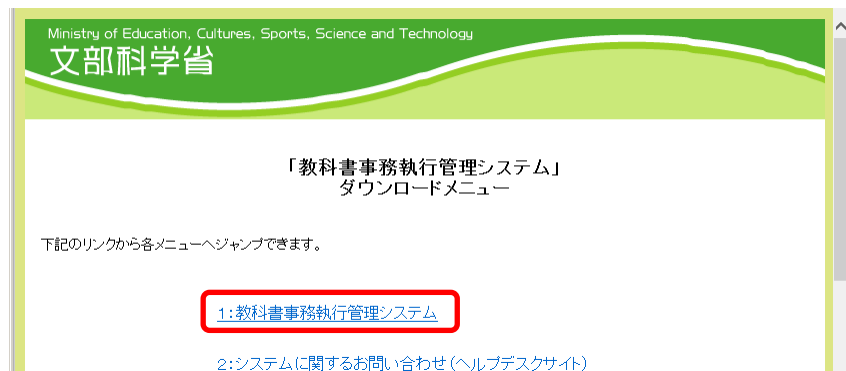 Ministry of Education, Cultures, Sports, Science and Technology
文部科学省
「教科書事務執行管理システム」
ダウンロードメニュー
下記のリンクから各メニューへジャンプできます。
1:教科書事務執行管理システム
2:システムに関するお問い合わせ(ヘルプデスクサイト)